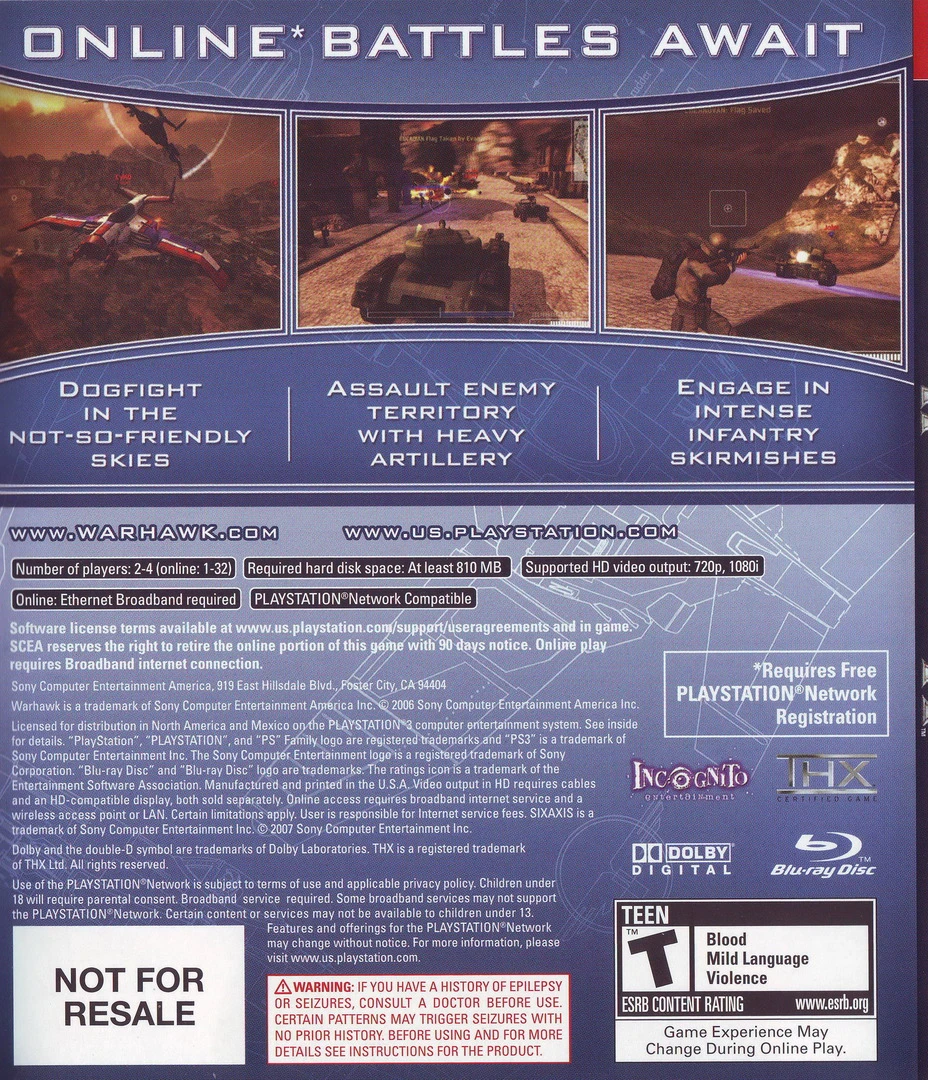 ONLINE* BATTLES AWAIT
DOGFIGHT
IN THE
NOT-SO-FRIENDLY
SKIES
ASSAULT ENEMY
TERRITORY
WITH HEAVY
ARTILLERY
ENGAGE IN
INTENSE
INFANTRY
SKIRMISHES
WWW.WARHAWK.COM
WWW.US.PLAYSTATION.COM
Number of players: 2-4 (online: 1-32)
Required hard disk space: At least 810 MB
Supported HD video output: 720p, 1080i
Online: Ethernet Broadband required
PLAYSTATION®Network Compatible
Software license terms available at www.us.playstation.com/support/useragreements and in game.
SCEA reserves the right to retire the online portion of this game with 90 days notice. Online play
requires Broadband internet connection.
*Requires Free
PLAYSTATION®Network
Registration
Sony Computer Entertainment America, 919 East Hillsdale Blvd., Foster City, CA 94404
Warhawk is a trademark of Sony Computer Entertainment America Inc. © 2006 Sony Computer Entertainment America Inc.
Licensed for distribution in North America and Mexico on the PLAYSTATION®3 computer entertainment system. See inside
for details. "PlayStation", "PLAYSTATION", and "PS" Family logo are registered trademarks and "PS3" is a trademark of
Sony Computer Entertainment Inc. The Sony Computer Entertainment logo is a registered trademark of Sony
Corporation. "Blu-ray Disc" and "Blu-ray Disc" logo are trademarks. The ratings icon is a trademark of the
Entertainment Software Association. Manufactured and printed in the U.S.A. Video output in HD requires cables
and an HD-compatible display, both sold separately. Online access requires broadband internet service and a
wireless access point or LAN. Certain limitations apply. User is responsible for Internet service fees. SIXAXIS is a
trademark of Sony Computer Entertainment Inc. © 2007 Sony Computer Entertainment Inc.
Dolby and the double-D symbol are trademarks of Dolby Laboratories. THX is a registered trademark
of THX Ltd. All rights reserved.
Use of the PLAYSTATION®Network is subject to terms of use and applicable privacy policy. Children under
18 will require parental consent. Broadband service required. Some broadband services may not support
the PLAYSTATION®Network. Certain content or services may not be available to children under 13.
Features and offerings for the PLAYSTATION®Network
may change without notice. For more information, please
visit www.us.playstation.com.
INCOGNITO
entertainment
THX
CERTIFIED GAME
DOLBY
DIGITAL
Blu-ray Disc™
NOT FOR
RESALE
WARNING: IF YOU HAVE A HISTORY OF EPILEPSY
OR SEIZURES, CONSULT A DOCTOR BEFORE USE.
CERTAIN PATTERNS MAY TRIGGER SEIZURES WITH
NO PRIOR HISTORY. BEFORE USING AND FOR MORE
DETAILS SEE INSTRUCTIONS FOR THE PRODUCT.
TEEN
T™
Blood
Mild Language
Violence
ESRB CONTENT RATING www.esrb.org
Game Experience May
Change During Online Play.